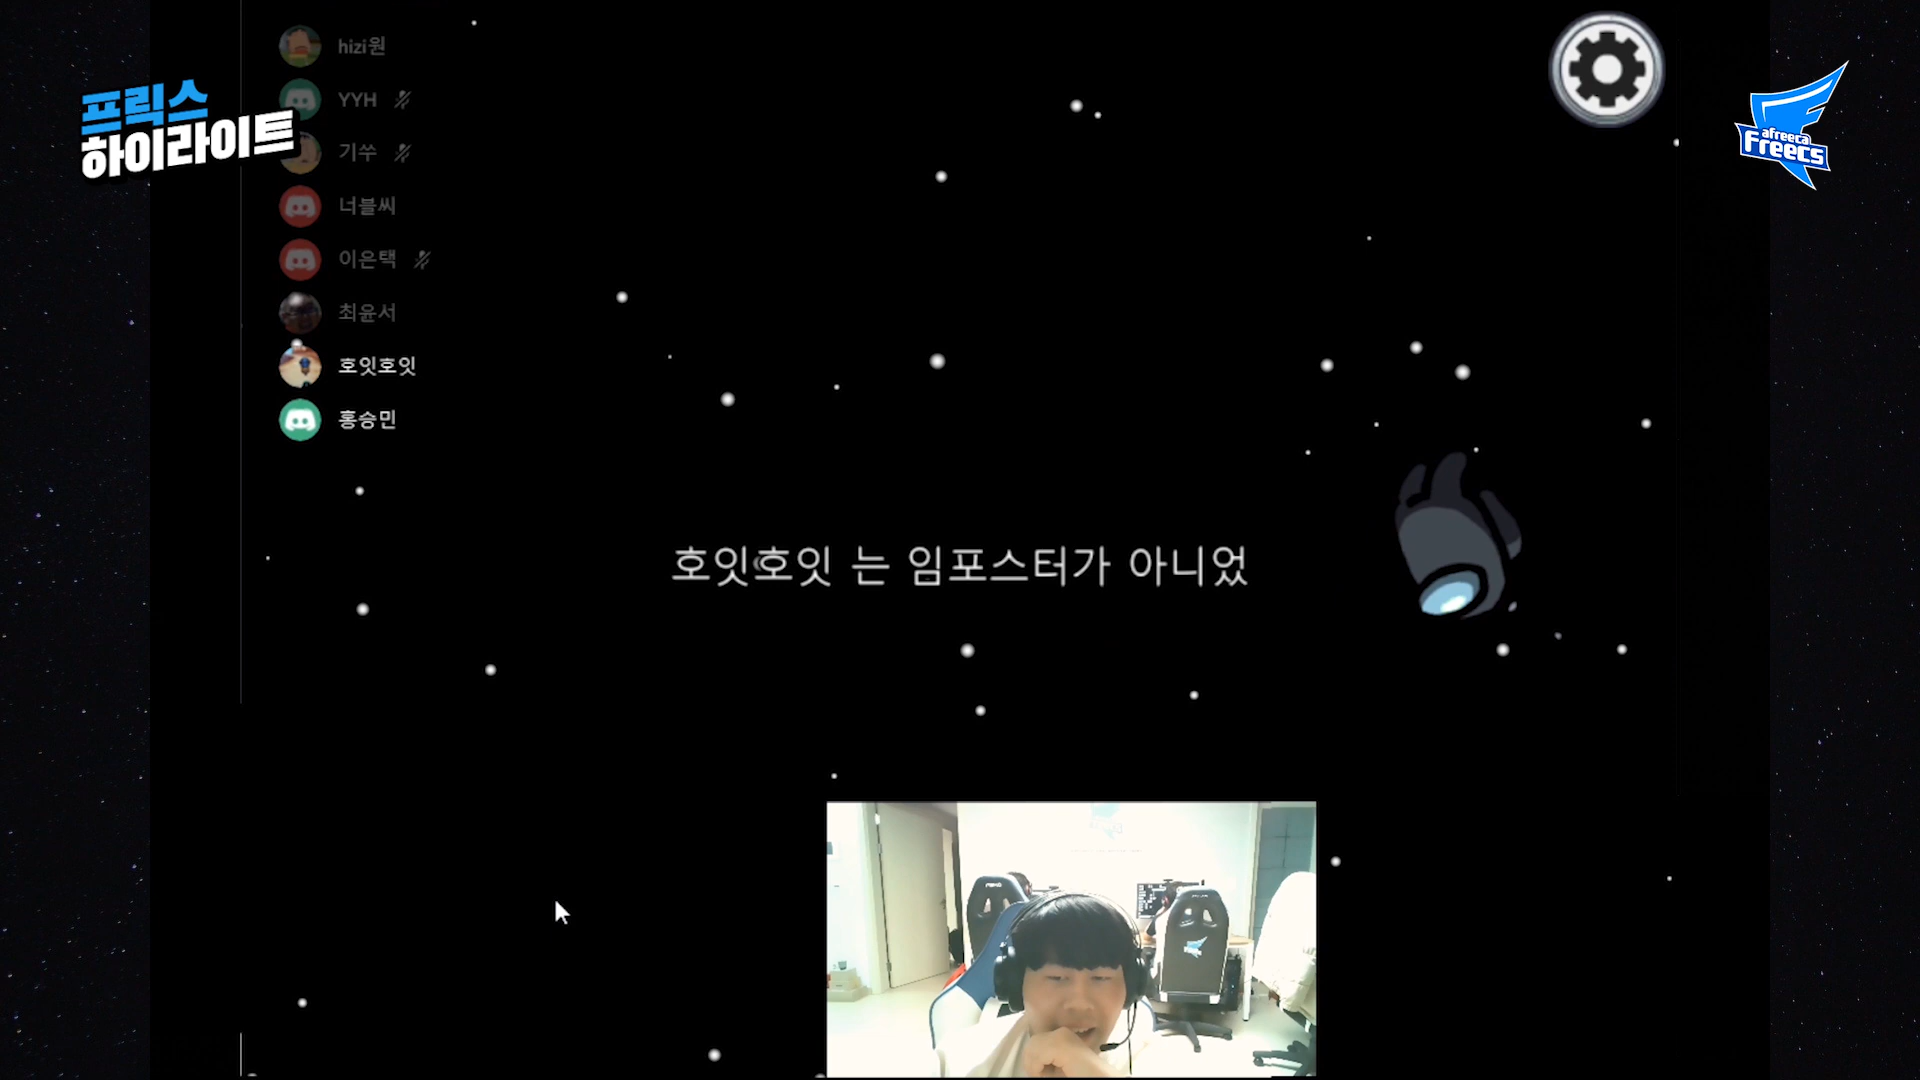 hizi원
YYH
프릭스
하이라이트
기쑤
너블씨
이은택
최윤서
호잇호잇
홍승민
afreeca
Freecs
호잇호잇 는 임포스터가 아니었